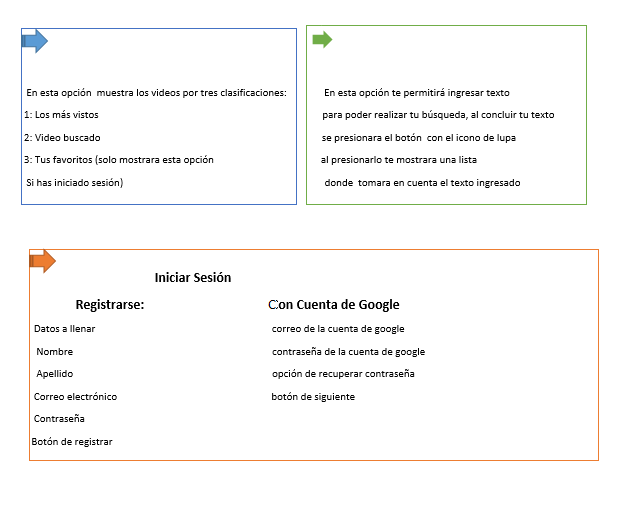 En esta opción muestra los videos por tres clasificaciones:
1: Los más vistos
2: Video buscado
3: Tus favoritos (solo mostrara esta opción
Si has iniciado sesión)
En esta opción te permitirá ingresar texto
para poder realizar tu búsqueda, al concluir tu texto
se presionara el botón con el icono de lupa
al presionarlo te mostrara una lista
donde tomara en cuenta el texto ingresado
Iniciar Sesión
Registrarse:
Datos a llenar
Nombre
Apellido
Correo electrónico
Contraseña
Botón de registrar
Con Cuenta de Google
correo de la cuenta de google
contraseña de la cuenta de google
opción de recuperar contraseña
botón de siguiente